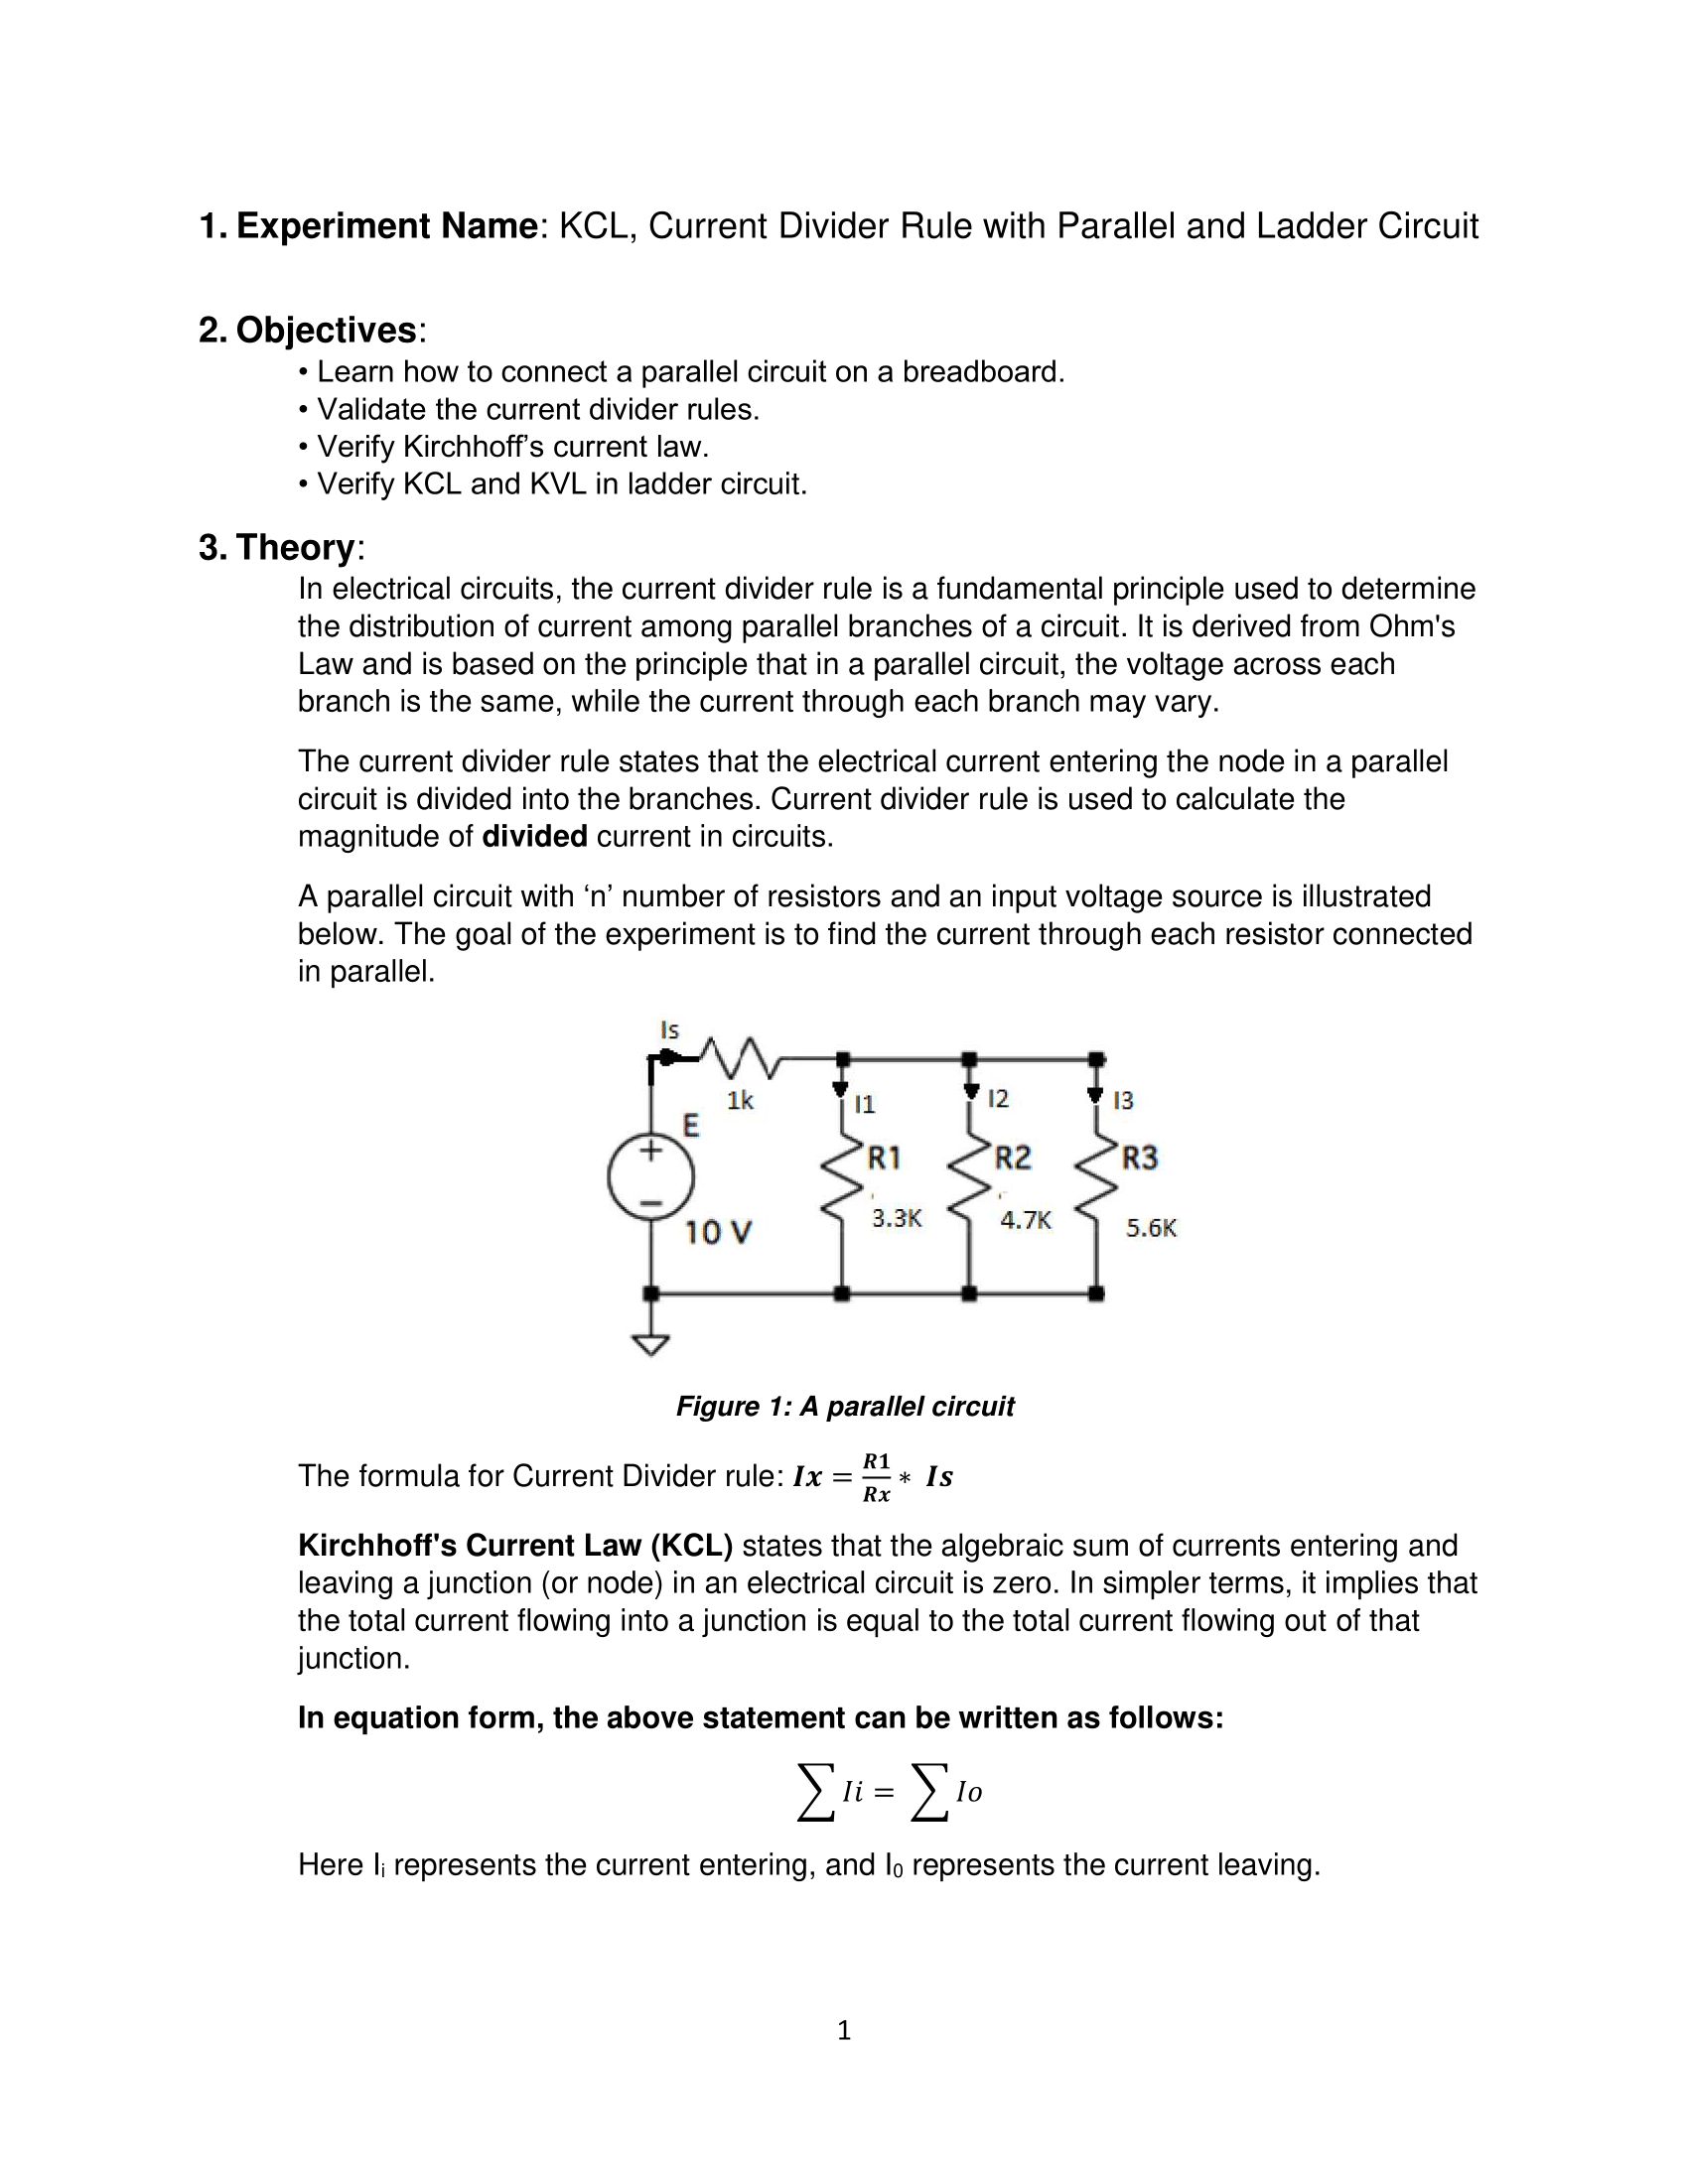 1. Experiment Name: KCL, Current Divider Rule with Parallel and Ladder Circuit
2. Objectives:
• Learn how to connect a parallel circuit on a breadboard.
• Validate the current divider rules.
• Verify Kirchhoff’s current law.
• Verify KCL and KVL in ladder circuit.
3. Theory:
In electrical circuits, the current divider rule is a fundamental principle used to determine
the distribution of current among parallel branches of a circuit. It is derived from Ohm's
Law and is based on the principle that in a parallel circuit, the voltage across each
branch is the same, while the current through each branch may vary.
The current divider rule states that the electrical current entering the node in a parallel
circuit is divided into the branches. Current divider rule is used to calculate the
magnitude of divided current in circuits.
A parallel circuit with ‘n’ number of resistors and an input voltage source is illustrated
below. The goal of the experiment is to find the current through each resistor connected
in parallel.
Is
1k
I1
I2
I3
E
+
R1
R2
R3
−
10 V
3.3K
4.7K
5.6K
Figure 1: A parallel circuit
The formula for Current Divider rule: Ix = R1/Rx ∗ Is
Kirchhoff's Current Law (KCL) states that the algebraic sum of currents entering and
leaving a junction (or node) in an electrical circuit is zero. In simpler terms, it implies that
the total current flowing into a junction is equal to the total current flowing out of that
junction.
In equation form, the above statement can be written as follows:
∑ Ii = ∑ Io
Here Ii represents the current entering, and I0 represents the current leaving.
1